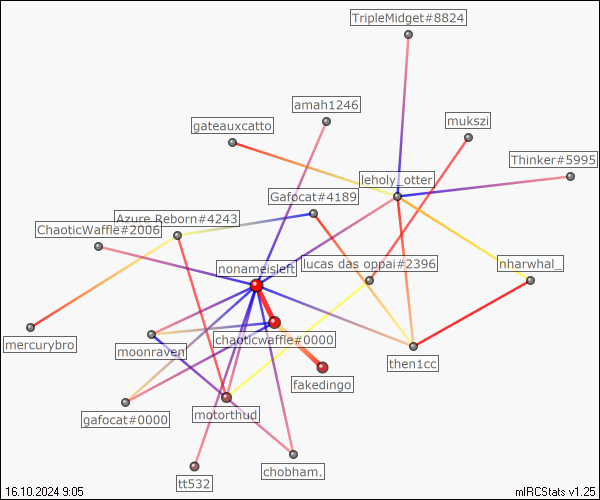 TripleMidget#8824
amah1246
gateauxcatto
mukszi
Thinker#5995
leholy_otter
Gafocat#4189
Azure Reborn#4243
ChaoticWaffle#2006
nonameisleft
lucas das oppai#2396
nharwhal_
mercurybro
moonraven
chaoticwaffle#0000
then1cc
fakedingo
gafocat#0000
motorthud
chobham.
tt532
16.10.2024 9:05
mIRCStats v1.25